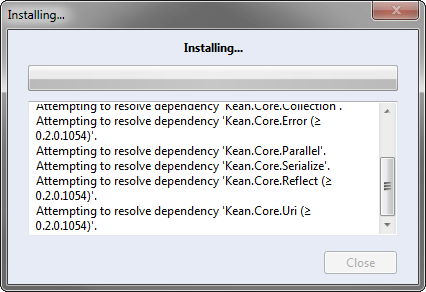 Installing...
Installing...
Attempting to resolve dependency 'Kean.Core.Collection'.
Attempting to resolve dependency 'Kean.Core.Error (≥
0.2.0.1054)'.
Attempting to resolve dependency 'Kean.Core.Parallel'.
Attempting to resolve dependency 'Kean.Core.Serialize'.
Attempting to resolve dependency 'Kean.Core.Reflect (≥
0.2.0.1054)'.
Attempting to resolve dependency 'Kean.Core.Uri (≥
0.2.0.1054)'.
Close